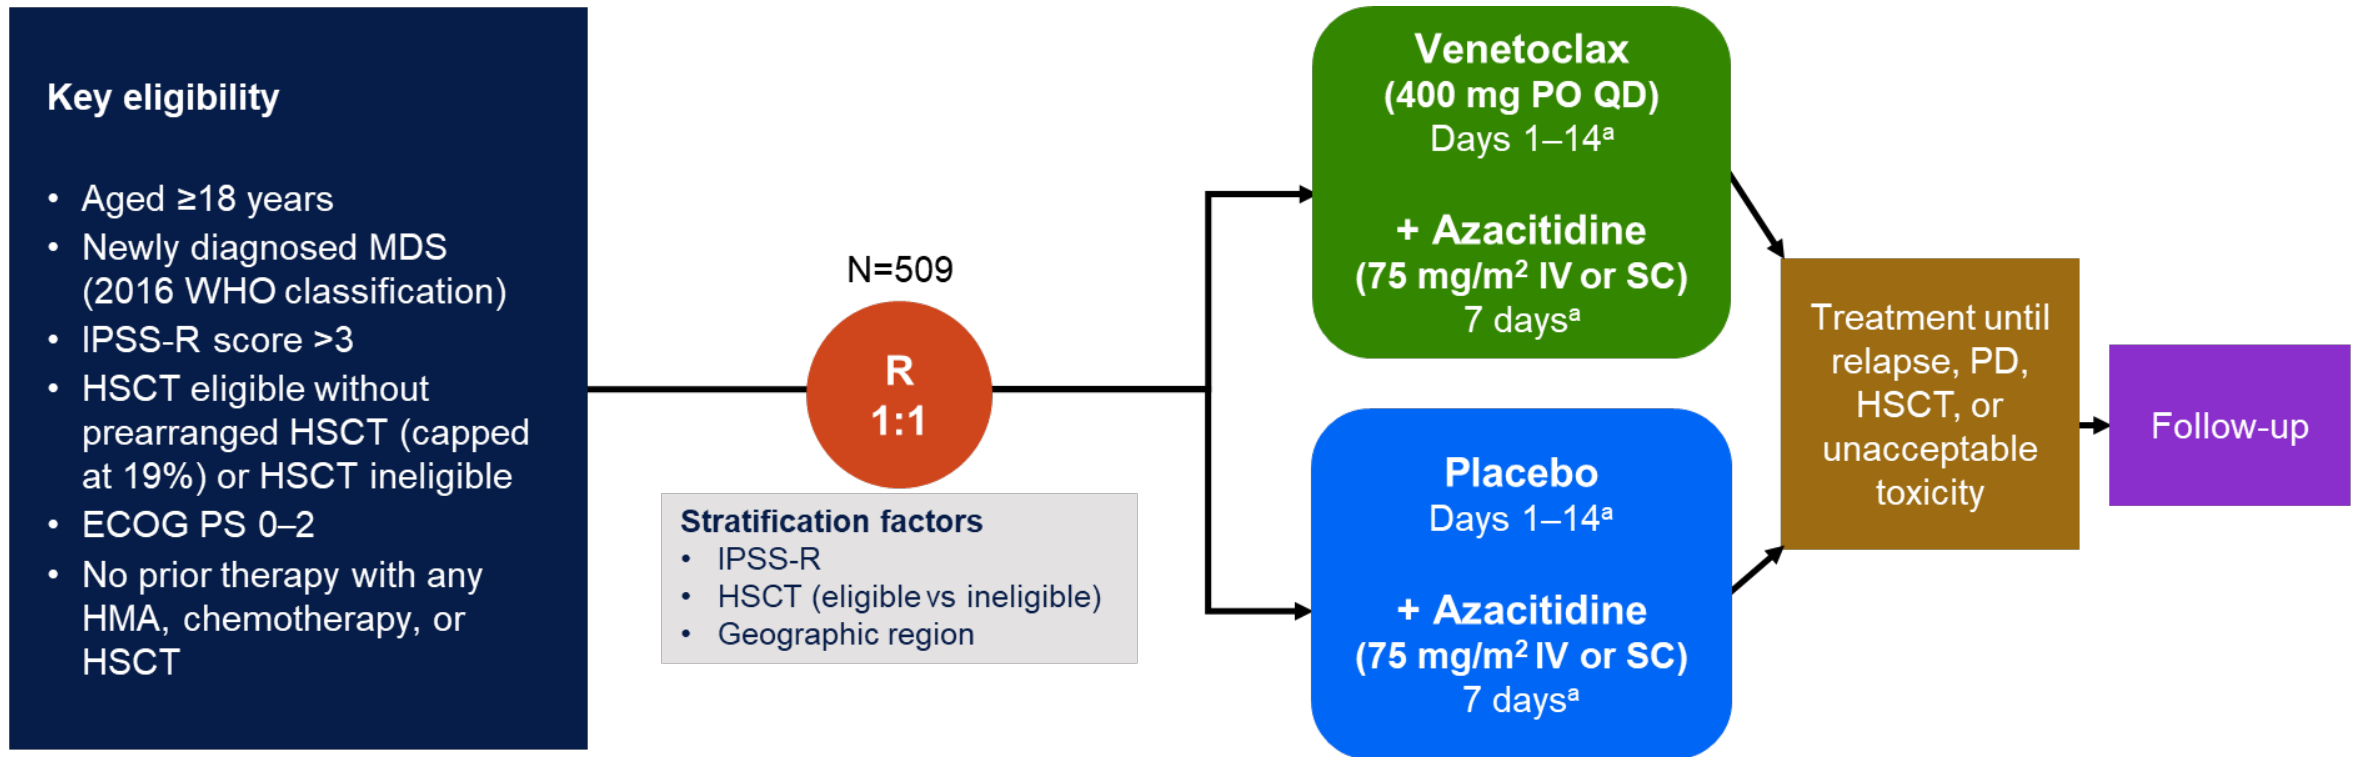 Key eligibility
• Aged ≥18 years
• Newly diagnosed MDS
(2016 WHO classification)
• IPSS-R score >3
• HSCT eligible without
prearranged HSCT (capped
at 19%) or HSCT ineligible
• ECOG PS 0–2
• No prior therapy with any
HMA, chemotherapy, or
HSCT
N=509
R
1:1
Stratification factors
• IPSS-R
• HSCT (eligible vs ineligible)
• Geographic region
Venetoclax
(400 mg PO QD)
Days 1–14ᵃ
+ Azacitidine
(75 mg/m² IV or SC)
7 daysᵃ
Placebo
Days 1–14ᵃ
+ Azacitidine
(75 mg/m² IV or SC)
7 daysᵃ
Treatment until
relapse, PD,
HSCT, or
unacceptable
toxicity
Follow-up